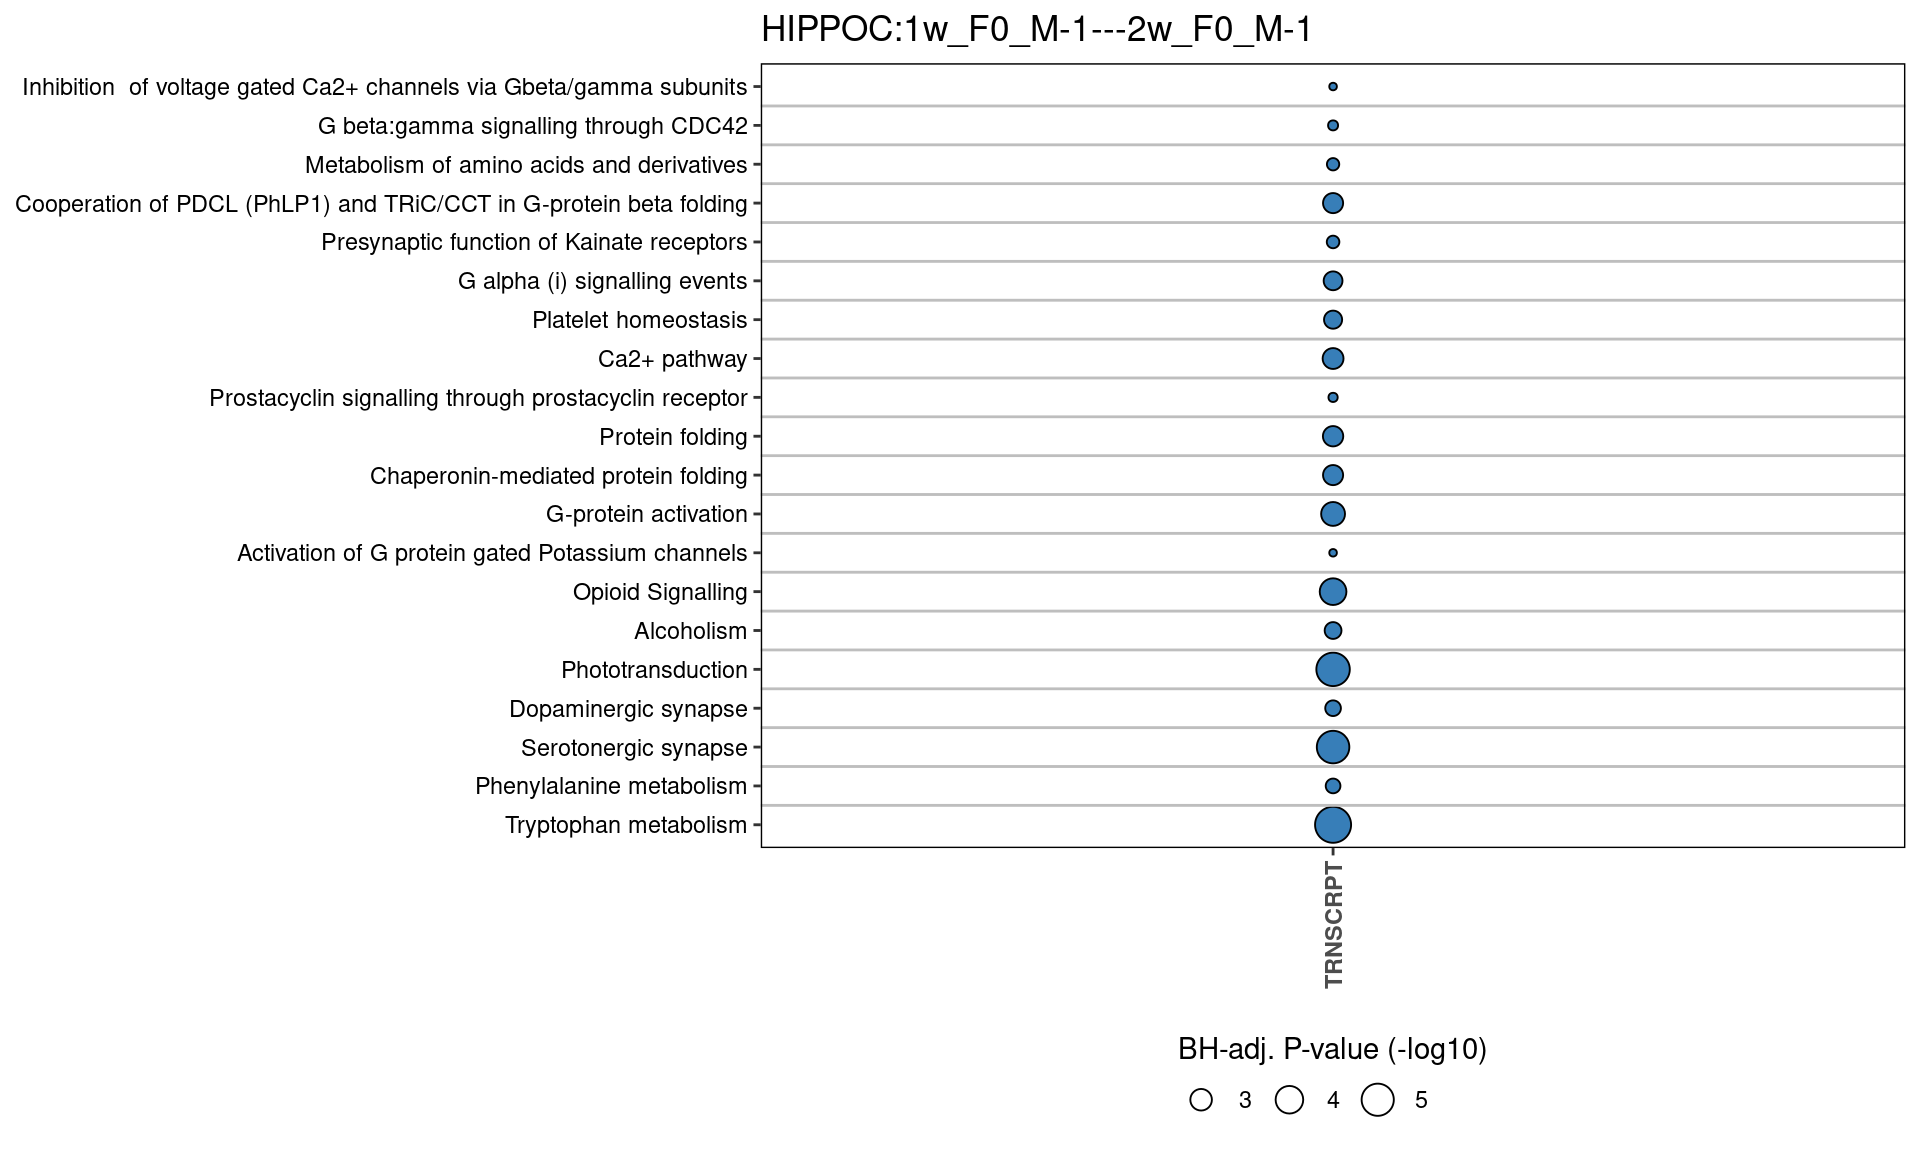 HIPPOC:1w_F0_M-1---2w_F0_M-1
Inhibition  of voltage gated Ca2+ channels via Gbeta/gamma subunits
G beta:gamma signalling through CDC42
Metabolism of amino acids and derivatives
Cooperation of PDCL (PhLP1) and TRiC/CCT in G-protein beta folding
Presynaptic function of Kainate receptors
G alpha (i) signalling events
Platelet homeostasis
Ca2+ pathway
Prostacyclin signalling through prostacyclin receptor
Protein folding
Chaperonin-mediated protein folding
G-protein activation
Activation of G protein gated Potassium channels
Opioid Signalling
Alcoholism
Phototransduction
Dopaminergic synapse
Serotonergic synapse
Phenylalanine metabolism
Tryptophan metabolism
TRNSCRPT
BH-adj. P-value (-log10)
3 4 5